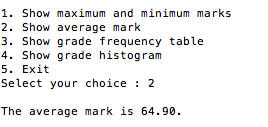 1. Show maximum and minimum marks
2. Show average mark
3. Show grade frequency table
4. Show grade histogram
5. Exit
Select your choice : 2
The average mark is 64.90.